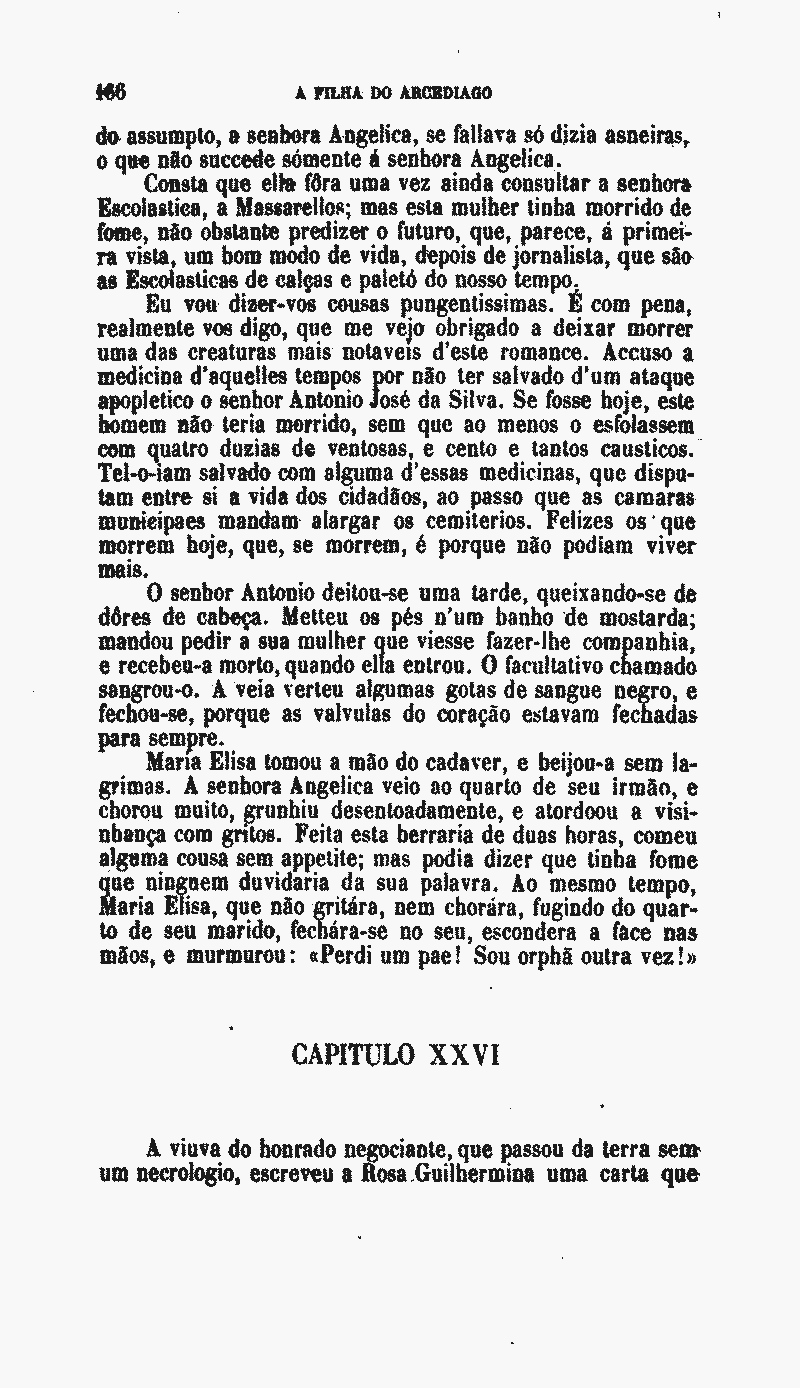 166 A FILHA DO ARCEDIAGO
do assumpto, a senhora Angelica, se fallava só dizia asneiras,
o que não succede sómente á senhora Angelica.
Consta que ella fôra uma vez ainda consultar a senhora
Escolastica, a Massarellos; mas esta mulher tinha morrido de
fome, não obstante predizer o futuro, que, parece, á primei-
ra vista, um bom modo de vida, depois de jornalista, que são
as Escolasticas de calças e paletó do nosso tempo.
Eu vou dizer-vos cousas pungentissimas. É com pena,
realmente vos digo, que me vejo obrigado a deixar morrer
uma das creaturas mais notaveis d'este romance. Accuso a
medicina d'aquelles tempos por não ter salvado d'um ataque
apopletico o senhor Antonio José da Silva. Se fosse hoje, este
homem não teria morrido, sem que ao menos o esfolassem
com quatro duzias de ventosas, e cento e tantos causticos.
Tel-o-iam salvado com alguma d'essas medicinas, que dispu-
tam entre si a vida dos cidadãos, ao passo que as camaras
municipaes mandam alargar os cemiterios. Felizes os que
morrem hoje, que, se morrem, é porque não podiam viver
mais.
O senhor Antonio deitou-se uma tarde, queixando-se de
dôres de cabeça. Metteu os pés n'um banho de mostarda;
mandou pedir a sua mulher que viesse fazer-lhe companhia,
e recebeu-a morto, quando ella entrou. O facultativo chamado
sangrou-o. A veia verteu algumas gotas de sangue negro, e
fechou-se, porque as valvulas do coração estavam fechadas
para sempre.
Maria Elisa tomou a mão do cadaver, e beijou-a sem la-
grimas. A senhora Angelica veio ao quarto de seu irmão, e
chorou muito, grunhiu desentoadamente, e atordoou a visi-
nhança com gritos. Feita esta berraria de duas horas, comeu
alguma cousa sem appetite; mas podia dizer que tinha fome
que ninguem duvidaria da sua palavra. Ao mesmo tempo,
Maria Elisa, que não gritára, nem chorára, fugindo do quar-
to de seu marido, fechára-se no seu, escondera a face nas
mãos, e murmurou: «Perdi um pae! Sou orphã outra vez!»
CAPITULO XXVI
A viuva do honrado negociante, que passou da terra sem
um necrologio, escreveu a Rosa Guilhermina uma carta que